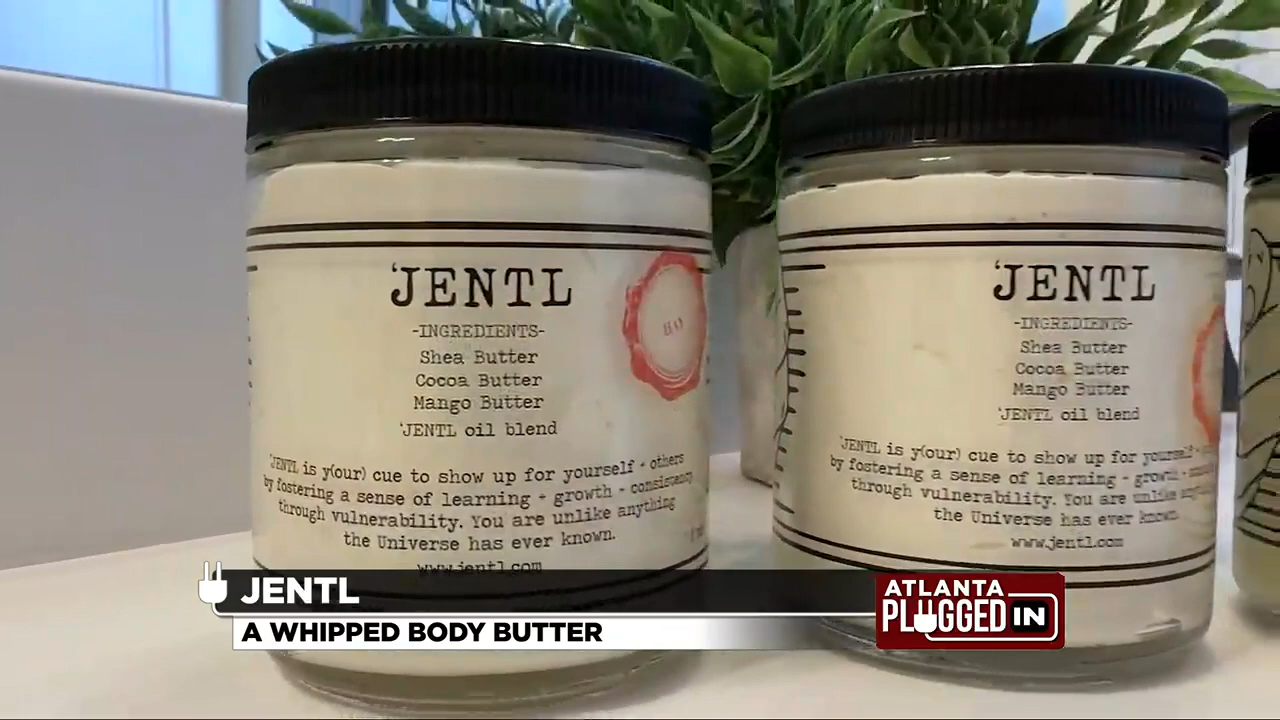 'JENTL
-INGREDIENTS-
Shea Butter
Cocoa Butter
Mango Butter
'JENTL oil blend
'JENTL is y(our) cue to show up for yourself + others
by fostering a sense of learning + growth + consistency
through vulnerability. You are unlike anything
the Universe has ever known.
www.jentl.com
'JENTL
-INGREDIENTS-
Shea Butter
Cocoa Butter
Mango Butter
'JENTL oil blend
'JENTL is y(our) cue to show up for yourself +
by fostering a sense of learning + growth +
through vulnerability. You are unlike
the Universe has ever known.
www.jentl.com
JENTL
A WHIPPED BODY BUTTER
ATLANTA
PLUGGED IN